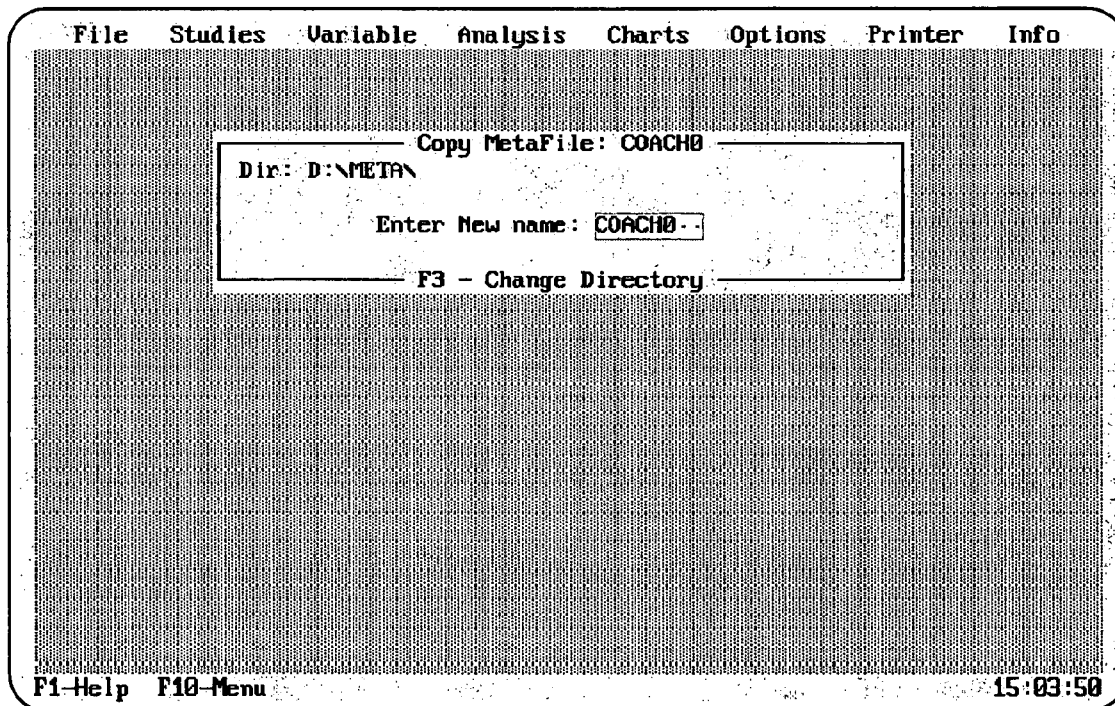 File Studies Variable Analysis Charts Options Printer Info
Copy MetaFile: COACH0
Dir: D:\META\
Enter New name: COACH0--
F3 - Change Directory
F1-Help F10-Menu 15:03:50